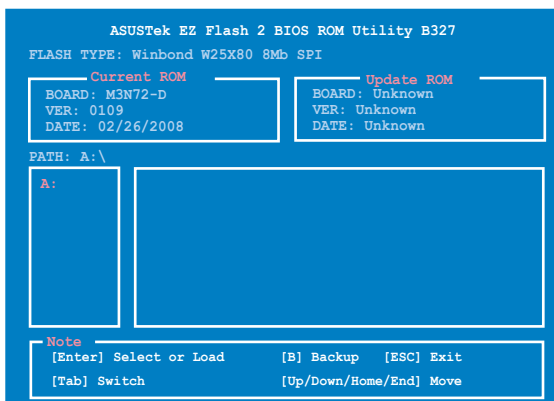 ASUSTek EZ Flash 2 BIOS ROM Utility B327
FLASH TYPE: Winbond W25X80 8Mb SPI
Current ROM
BOARD: M3N72-D
VER: 0109
DATE: 02/26/2008
Update ROM
BOARD: Unknown
VER: Unknown
DATE: Unknown
PATH: A:\
A:
Note
[Enter] Select or Load [B] Backup [ESC] Exit
[Tab] Switch [Up/Down/Home/End] Move